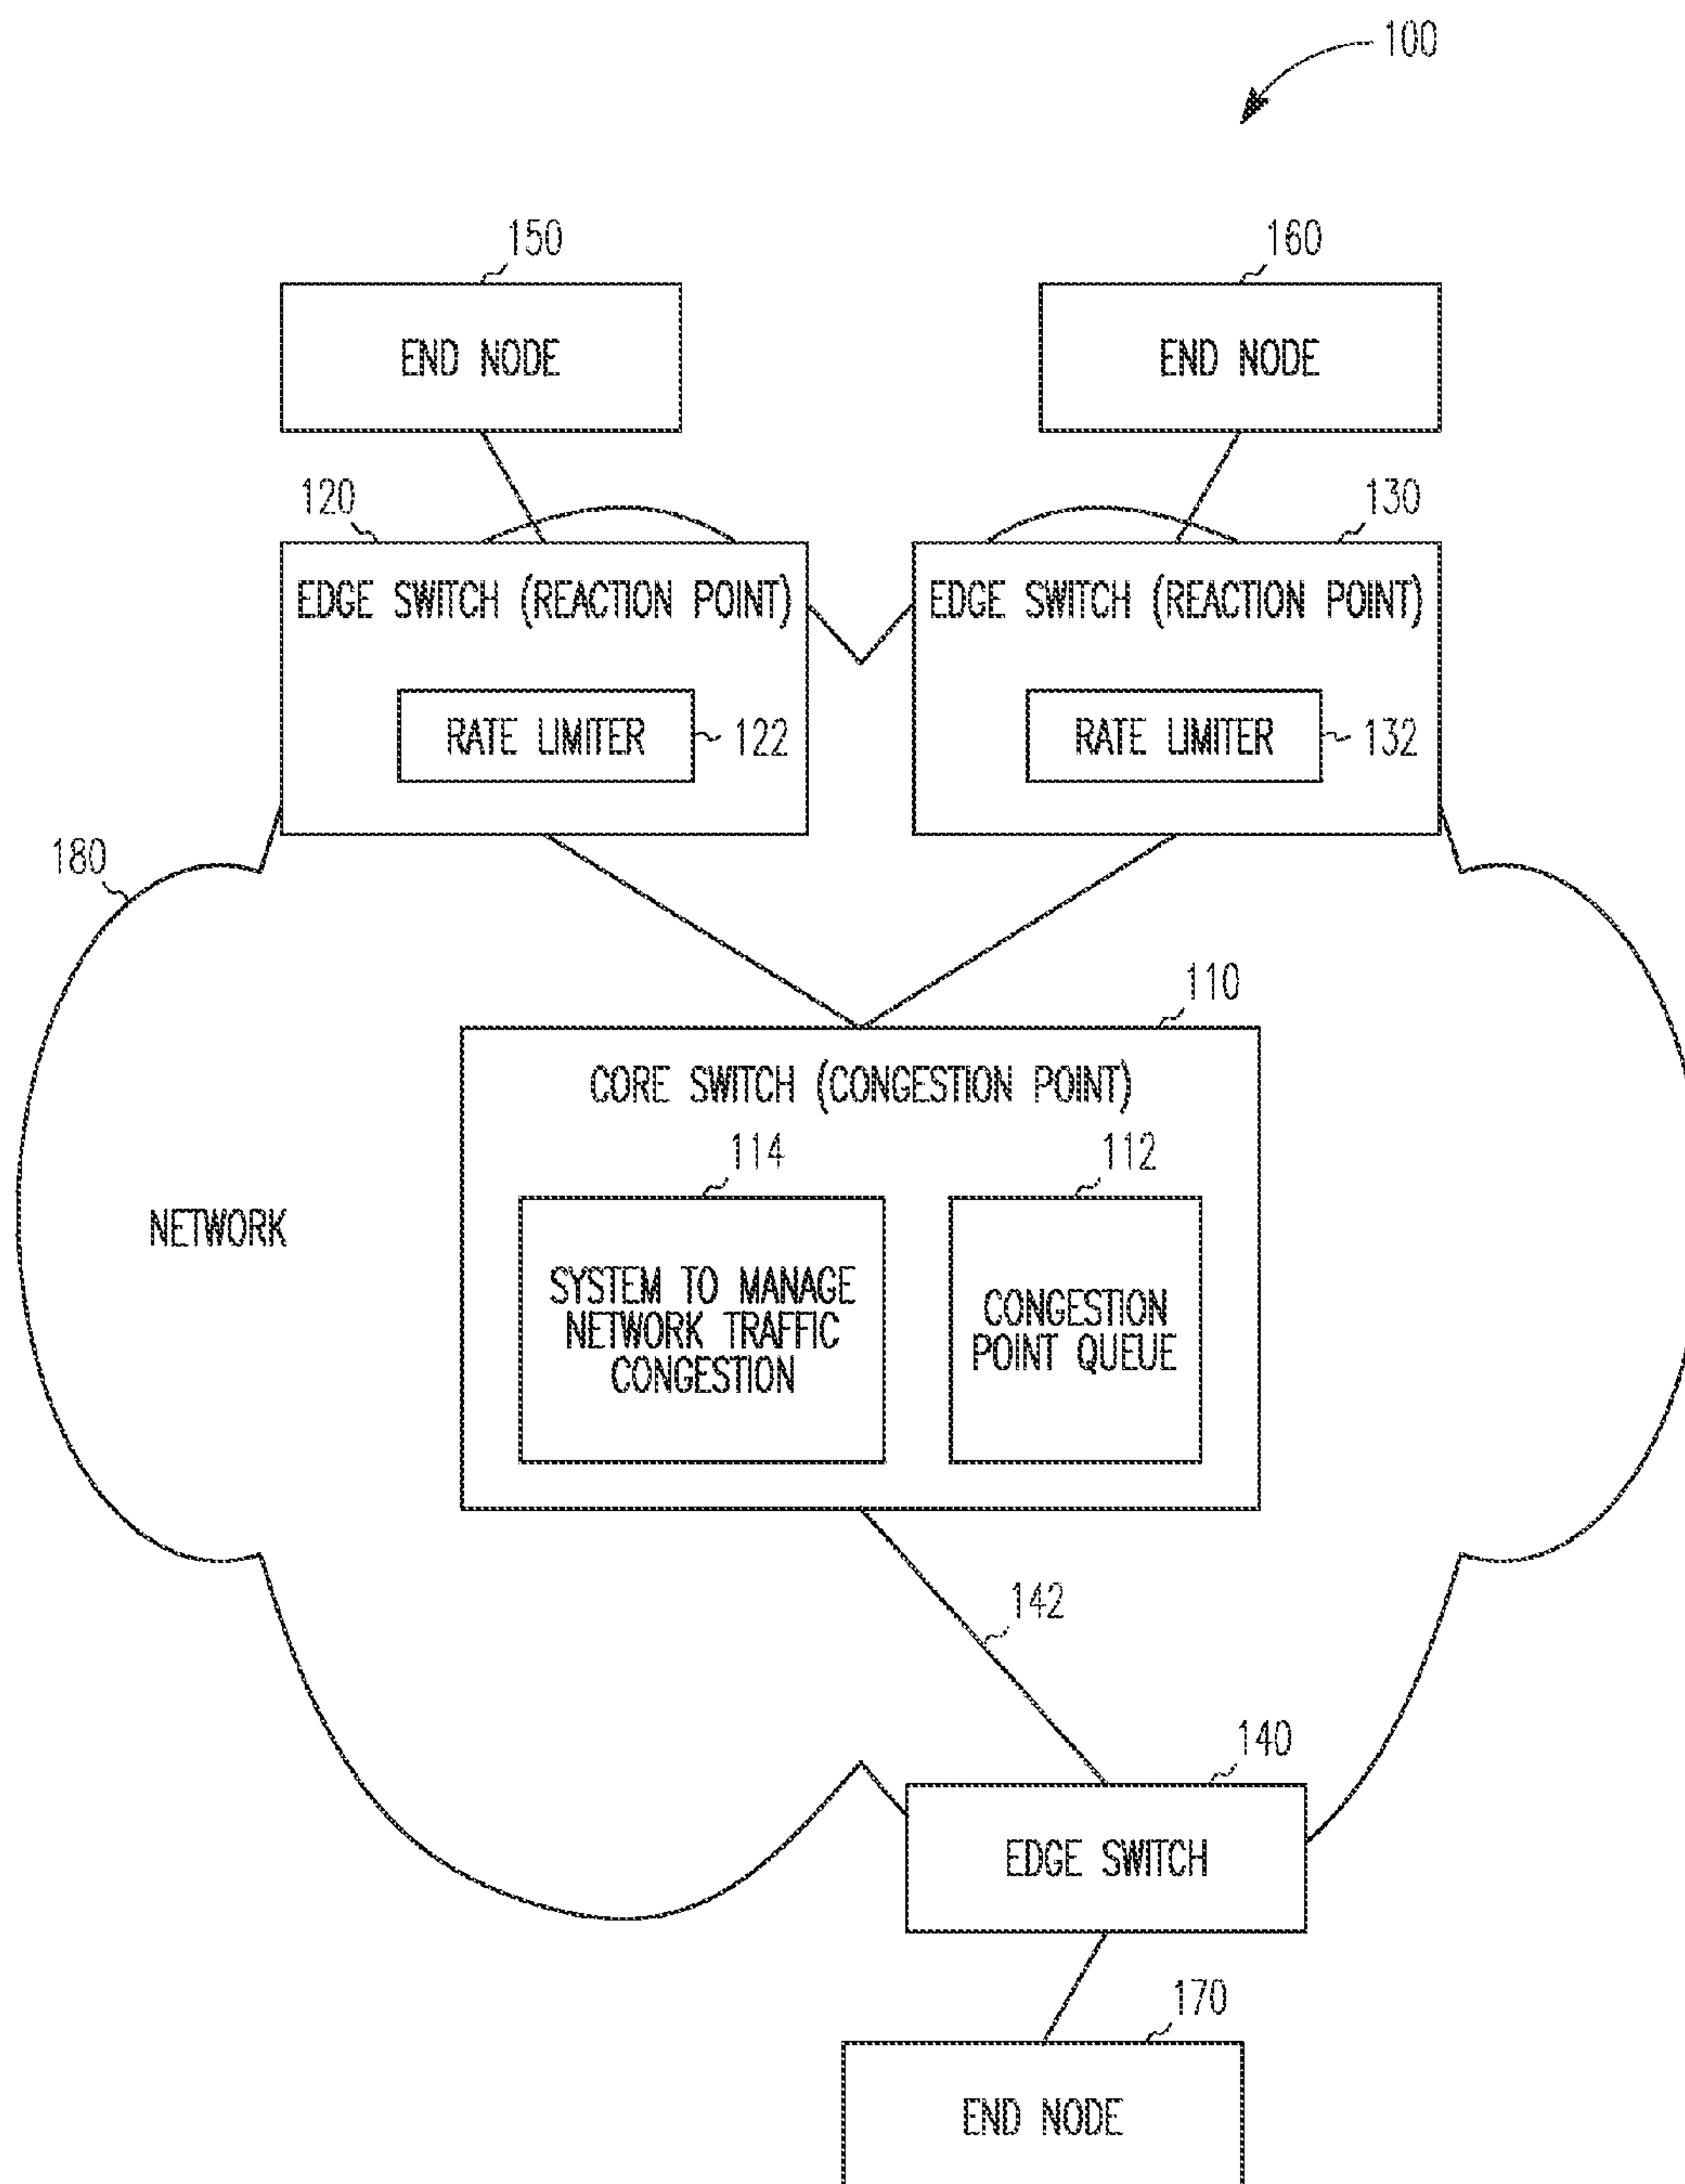 100
150
160
END NODE
END NODE
120
130
EDGE SWITCH (REACTION POINT)
EDGE SWITCH (REACTION POINT)
RATE LIMITER
122
RATE LIMITER
132
180
110
CORE SWITCH (CONGESTION POINT)
114
112
NETWORK
SYSTEM TO MANAGE
NETWORK TRAFFIC
CONGESTION
CONGESTION
POINT QUEUE
142
140
EDGE SWITCH
170
END NODE